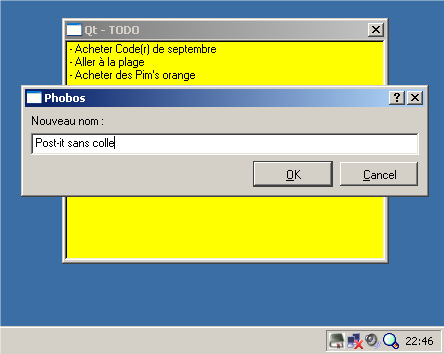 Qt - TODO
- Acheter Code(r) de septembre
- Aller à la plage
- Acheter des Pim's orange
Phobos
Nouveau nom :
Post-it sans colle
OK
Cancel
22:46